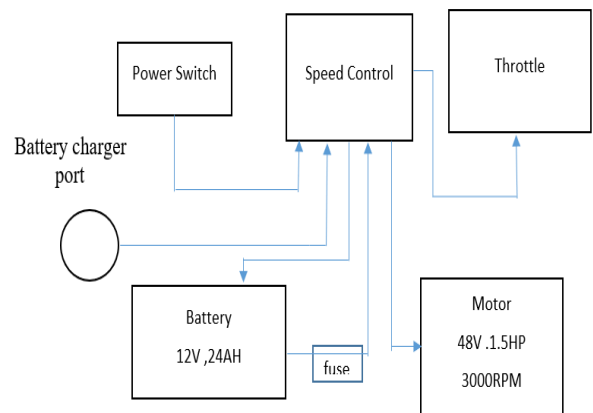 Power Switch
Speed Control
Throttle
Battery charger
port
Battery
12V ,24AH
fuse
Motor
48V .1.5HP
3000RPM